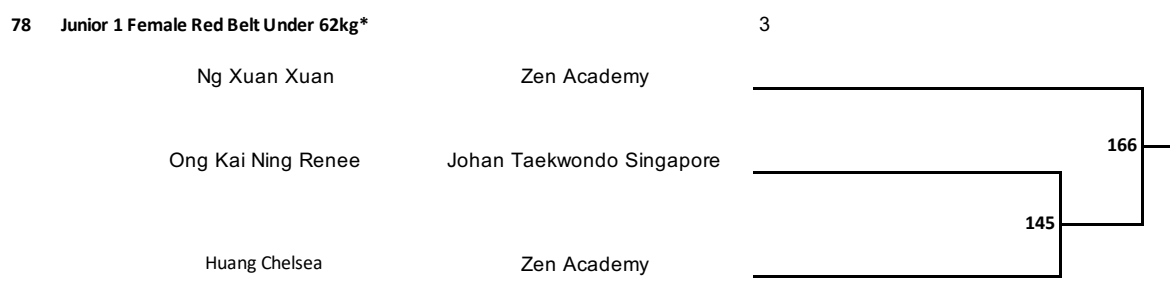 78 Junior 1 Female Red Belt Under 62kg* 3
Ng Xuan Xuan Zen Academy
166
Ong Kai Ning Renee Johan Taekwondo Singapore
145
Huang Chelsea Zen Academy